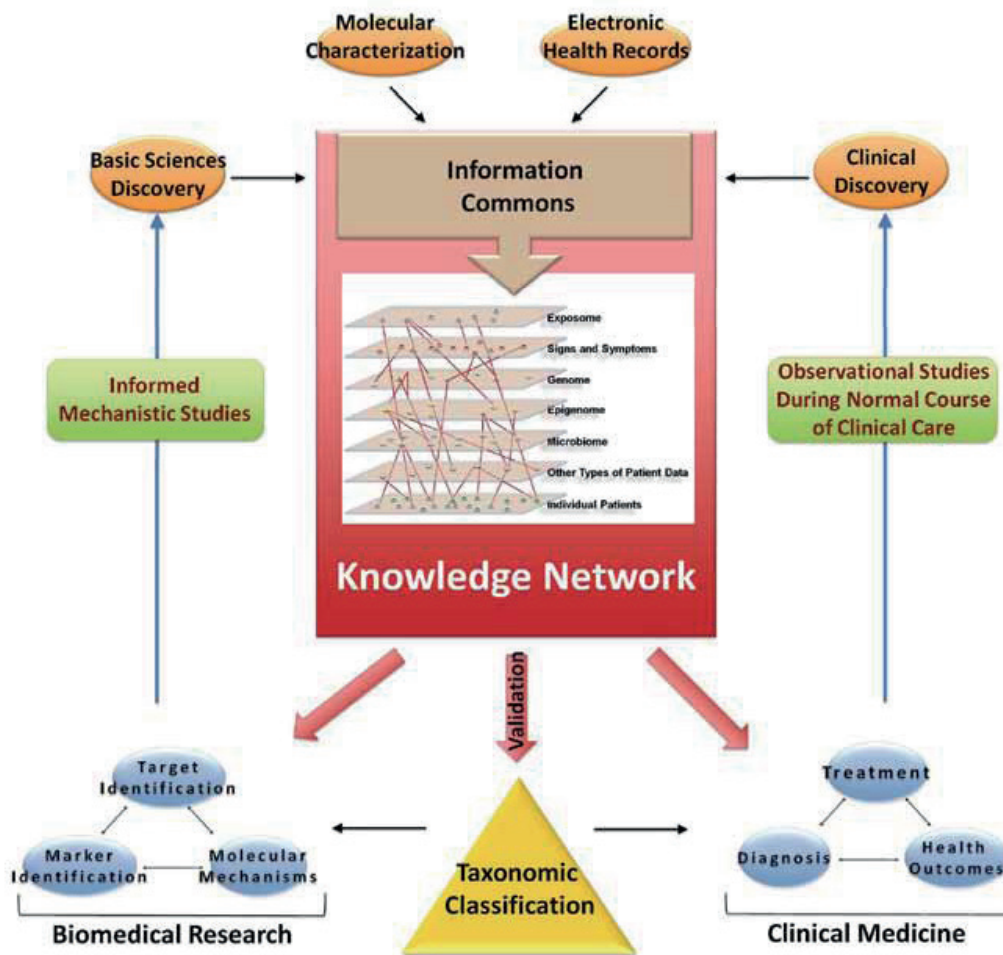 Molecular
Characterization
Electronic
Health Records
Basic Sciences
Discovery
Information
Commons
Clinical
Discovery
Exposome
Signs and Symptoms
Genome
Epigenome
Microbiome
Other Types of Patient Data
Individual Patients
Informed
Mechanistic Studies
Observational Studies
During Normal Course
of Clinical Care
Knowledge Network
Validation
Target
Identification
Marker
Identification
Molecular
Mechanisms
Biomedical Research
Taxonomic
Classification
Treatment
Diagnosis
Health
Outcomes
Clinical Medicine